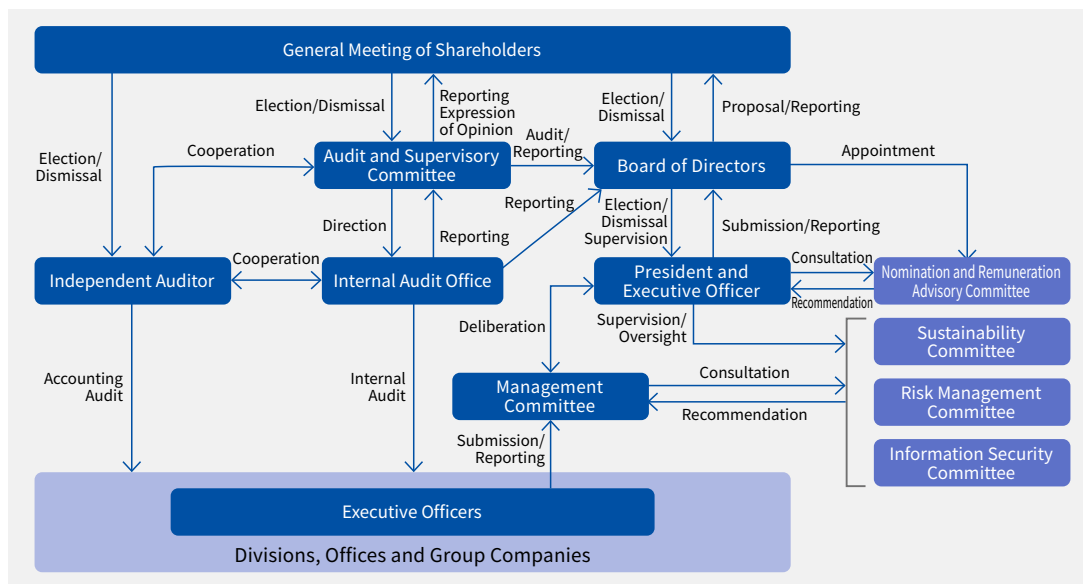 General Meeting of Shareholders
Election/Dismissal
Reporting
Expression
of Opinion
Election/
Dismissal
Proposal/Reporting
Election/
Dismissal
Cooperation
Audit and Supervisory
Committee
Audit/
Reporting
Board of Directors
Appointment
Direction
Reporting
Reporting
Election/
Dismissal
Supervision
Submission/Reporting
Independent Auditor
Cooperation
Internal Audit Office
President and
Executive Officer
Consultation
Recommendation
Nomination and Remuneration
Advisory Committee
Deliberation
Supervision/
Oversight
Sustainability
Committee
Accounting
Audit
Internal
Audit
Management
Committee
Consultation
Recommendation
Risk Management
Committee
Submission/
Reporting
Information Security
Committee
Executive Officers
Divisions, Offices and Group Companies